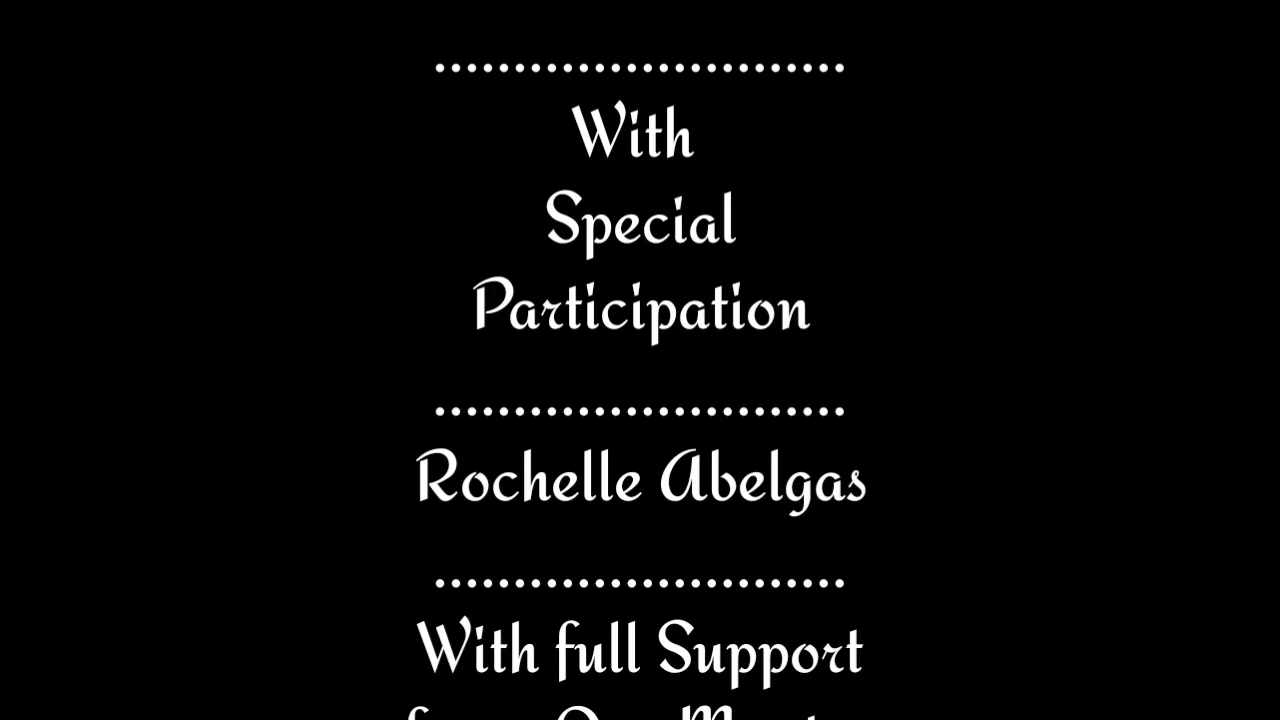 ..........................
With
Special
Participation
..........................
Rochelle Abelgas
..........................
With full Support